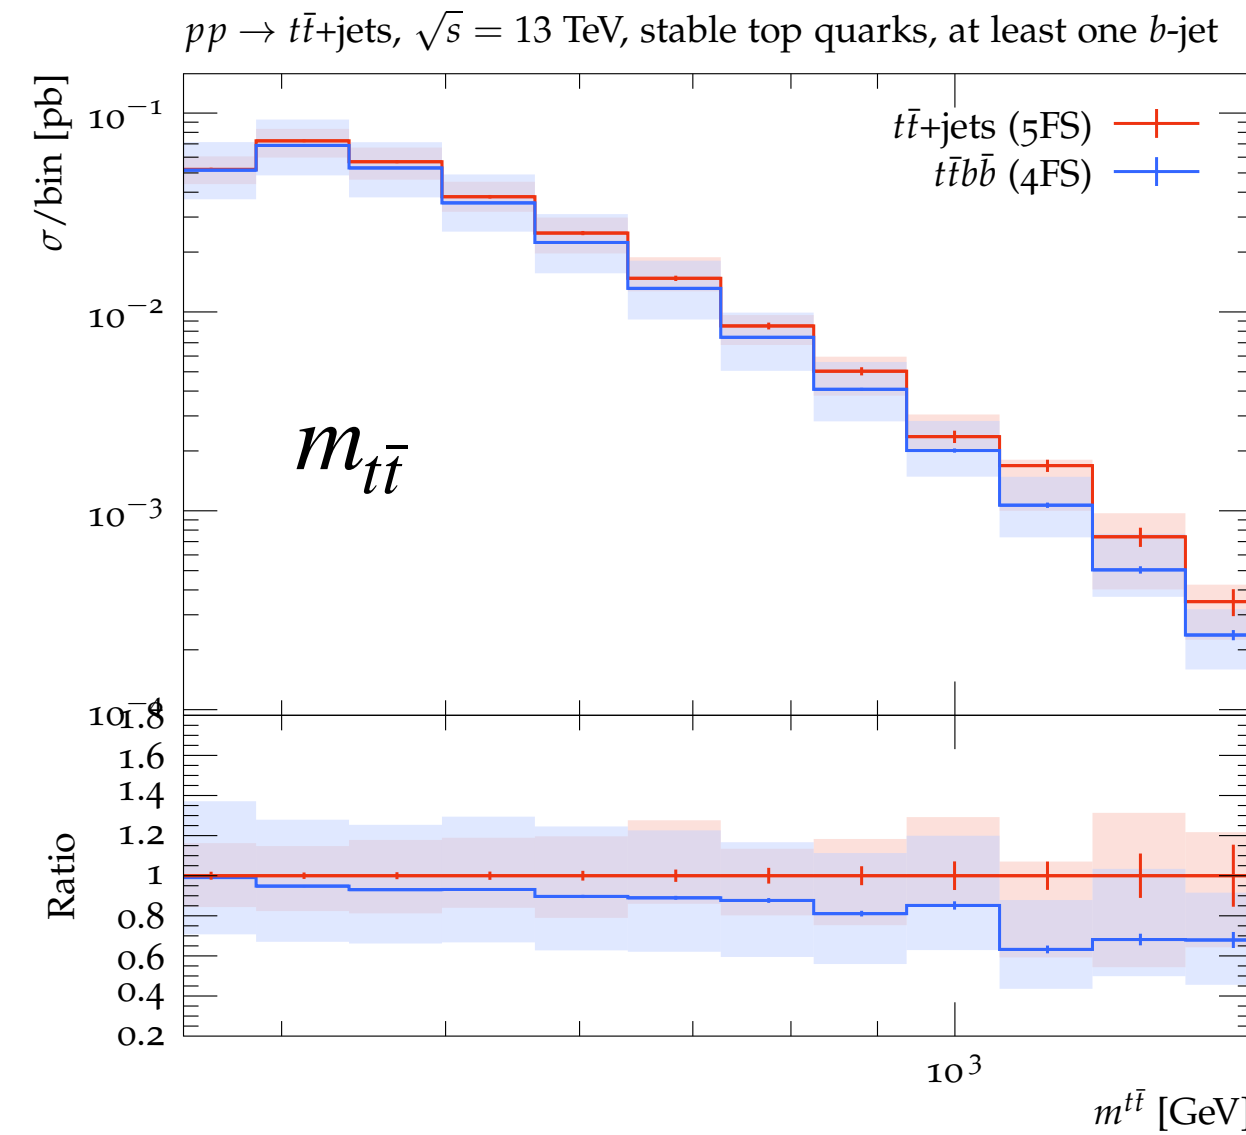 pp → tt̄+jets, √s = 13 TeV, stable top quarks, at least one b-jet
σ/bin [pb]
10⁻¹
10⁻²
10⁻³
10⁻⁴
tt̄+jets (5FS)
tt̄bb̄ (4FS)
m_{tt̄}
Ratio
1.8
1.6
1.4
1.2
1
0.8
0.6
0.4
0.2
10³
m^{tt̄} [GeV]